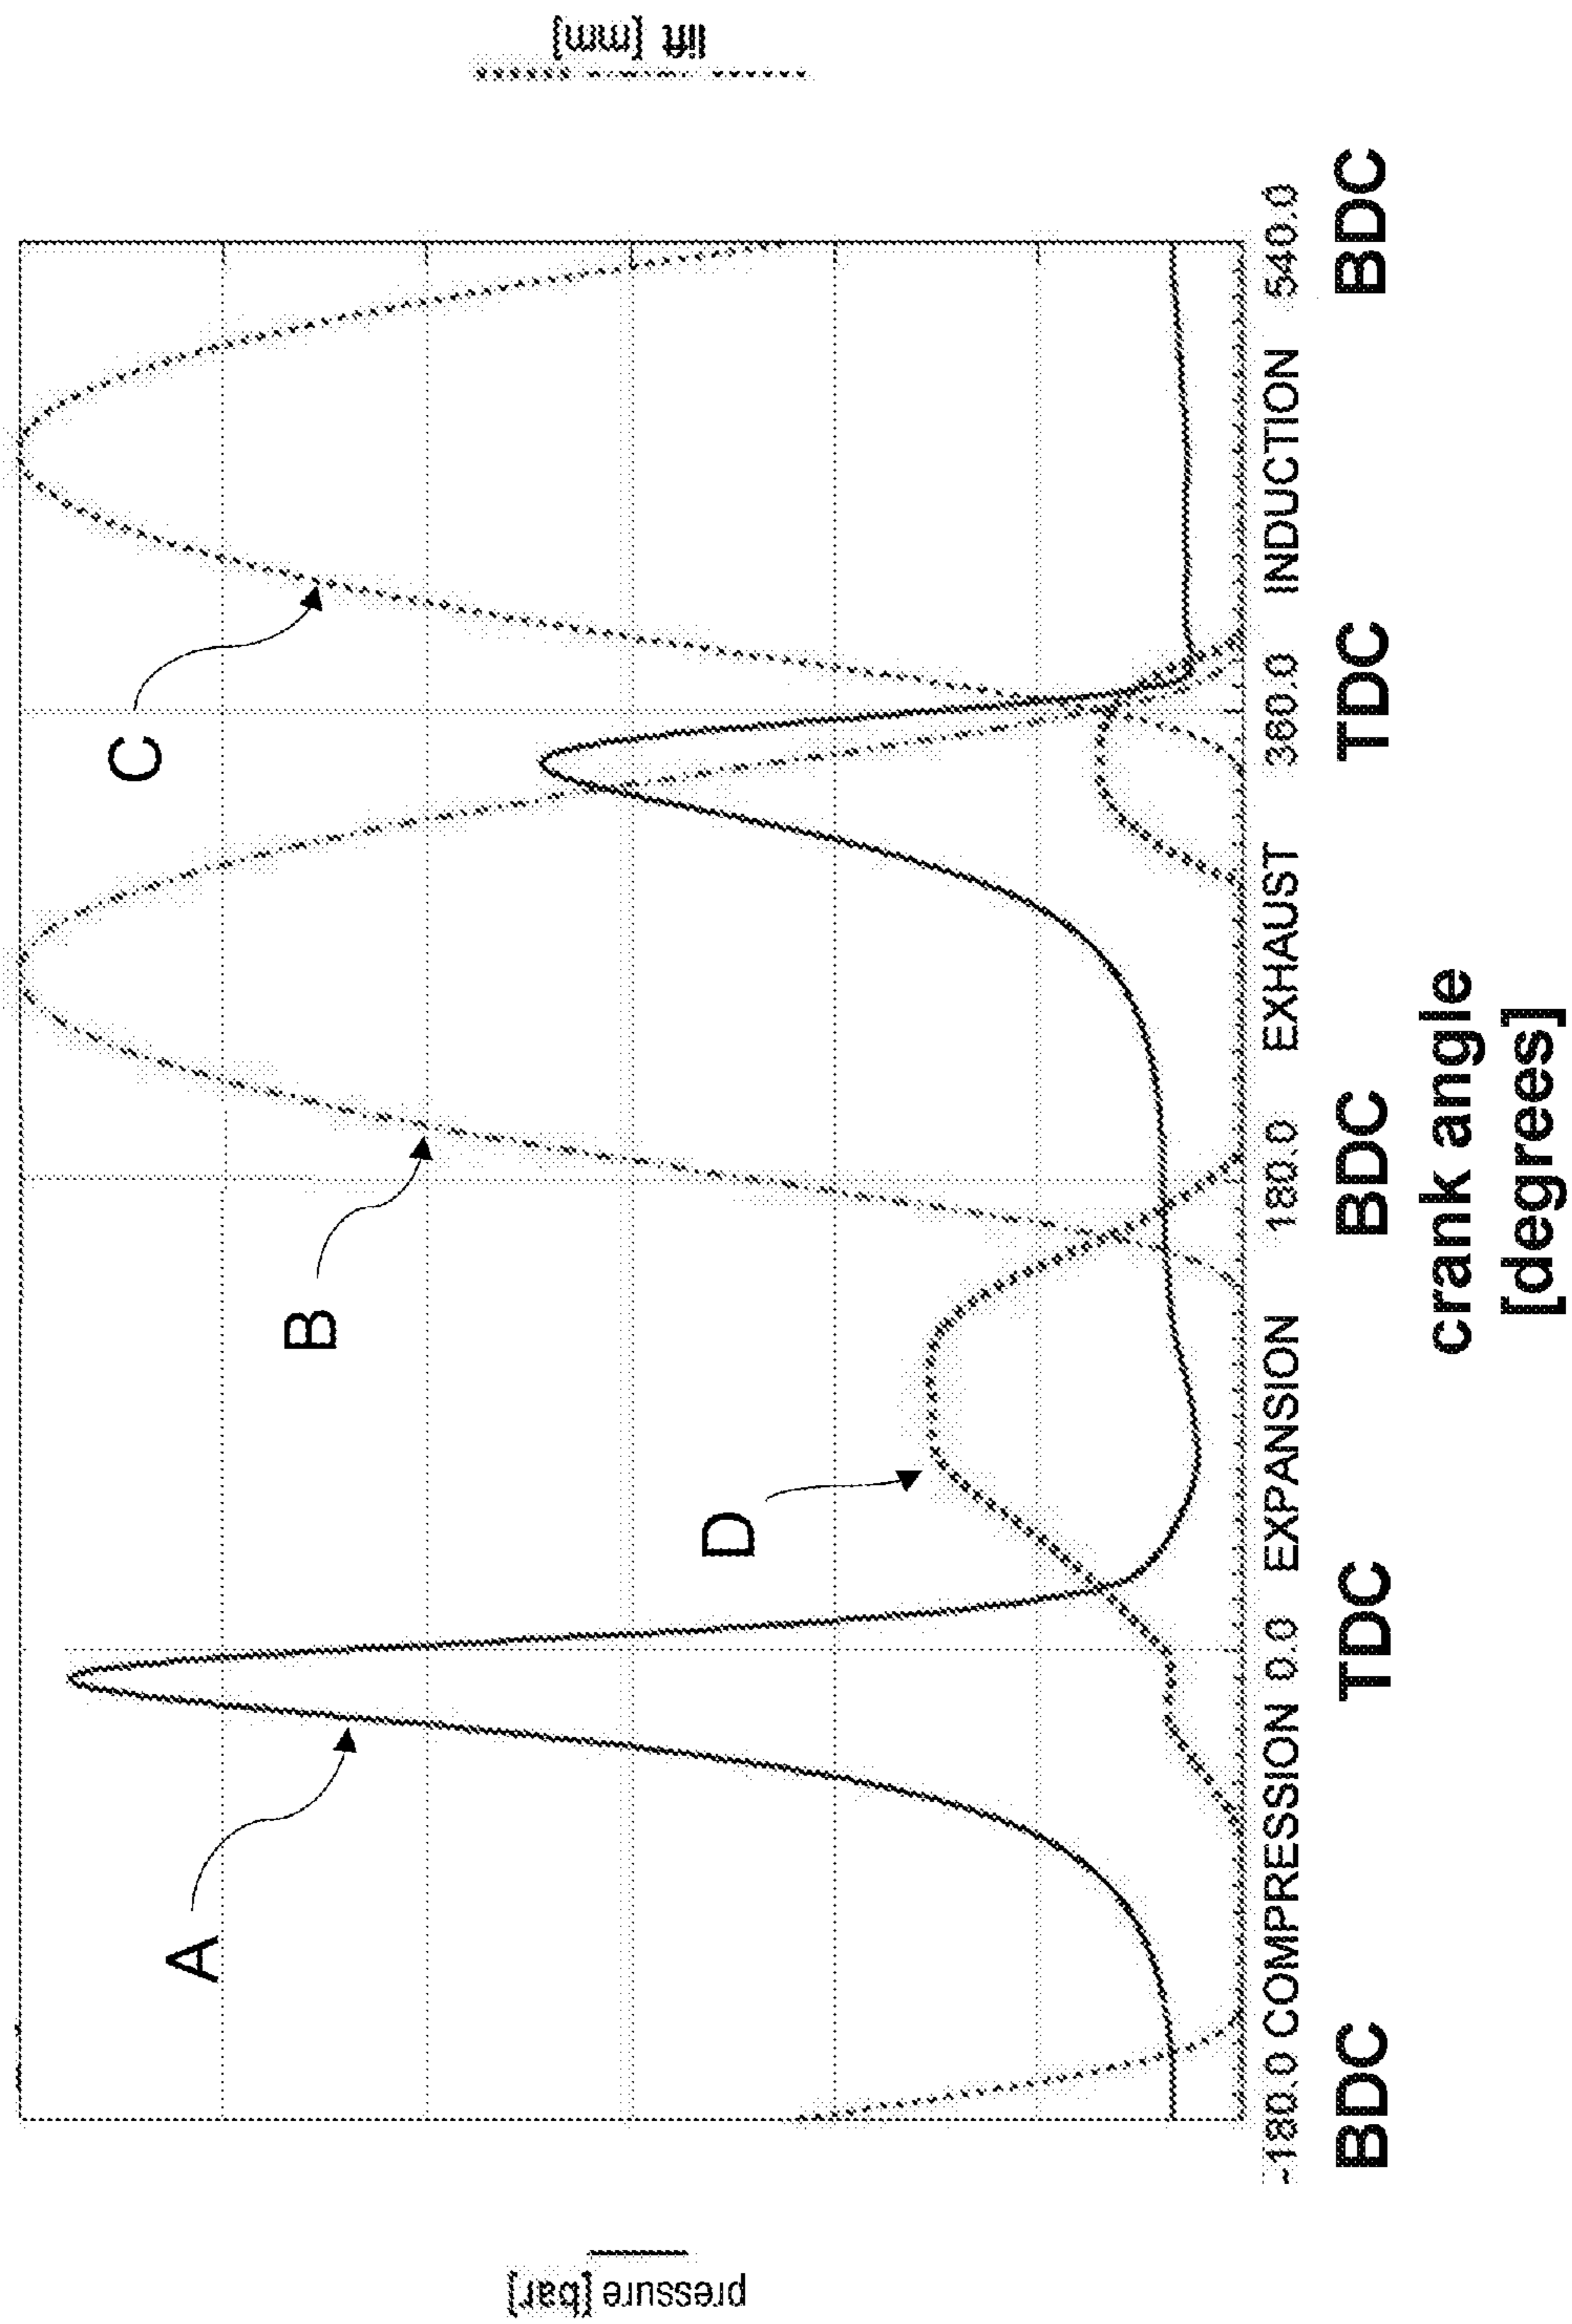 C
A
B
D
pressure [bar]
lift [mm]
-180.0 COMPRESSION 0.0 EXPANSION 180.0 EXHAUST 360.0 INDUCTION 540.0
BDC TDC BDC TDC BDC
crank angle
[degrees]